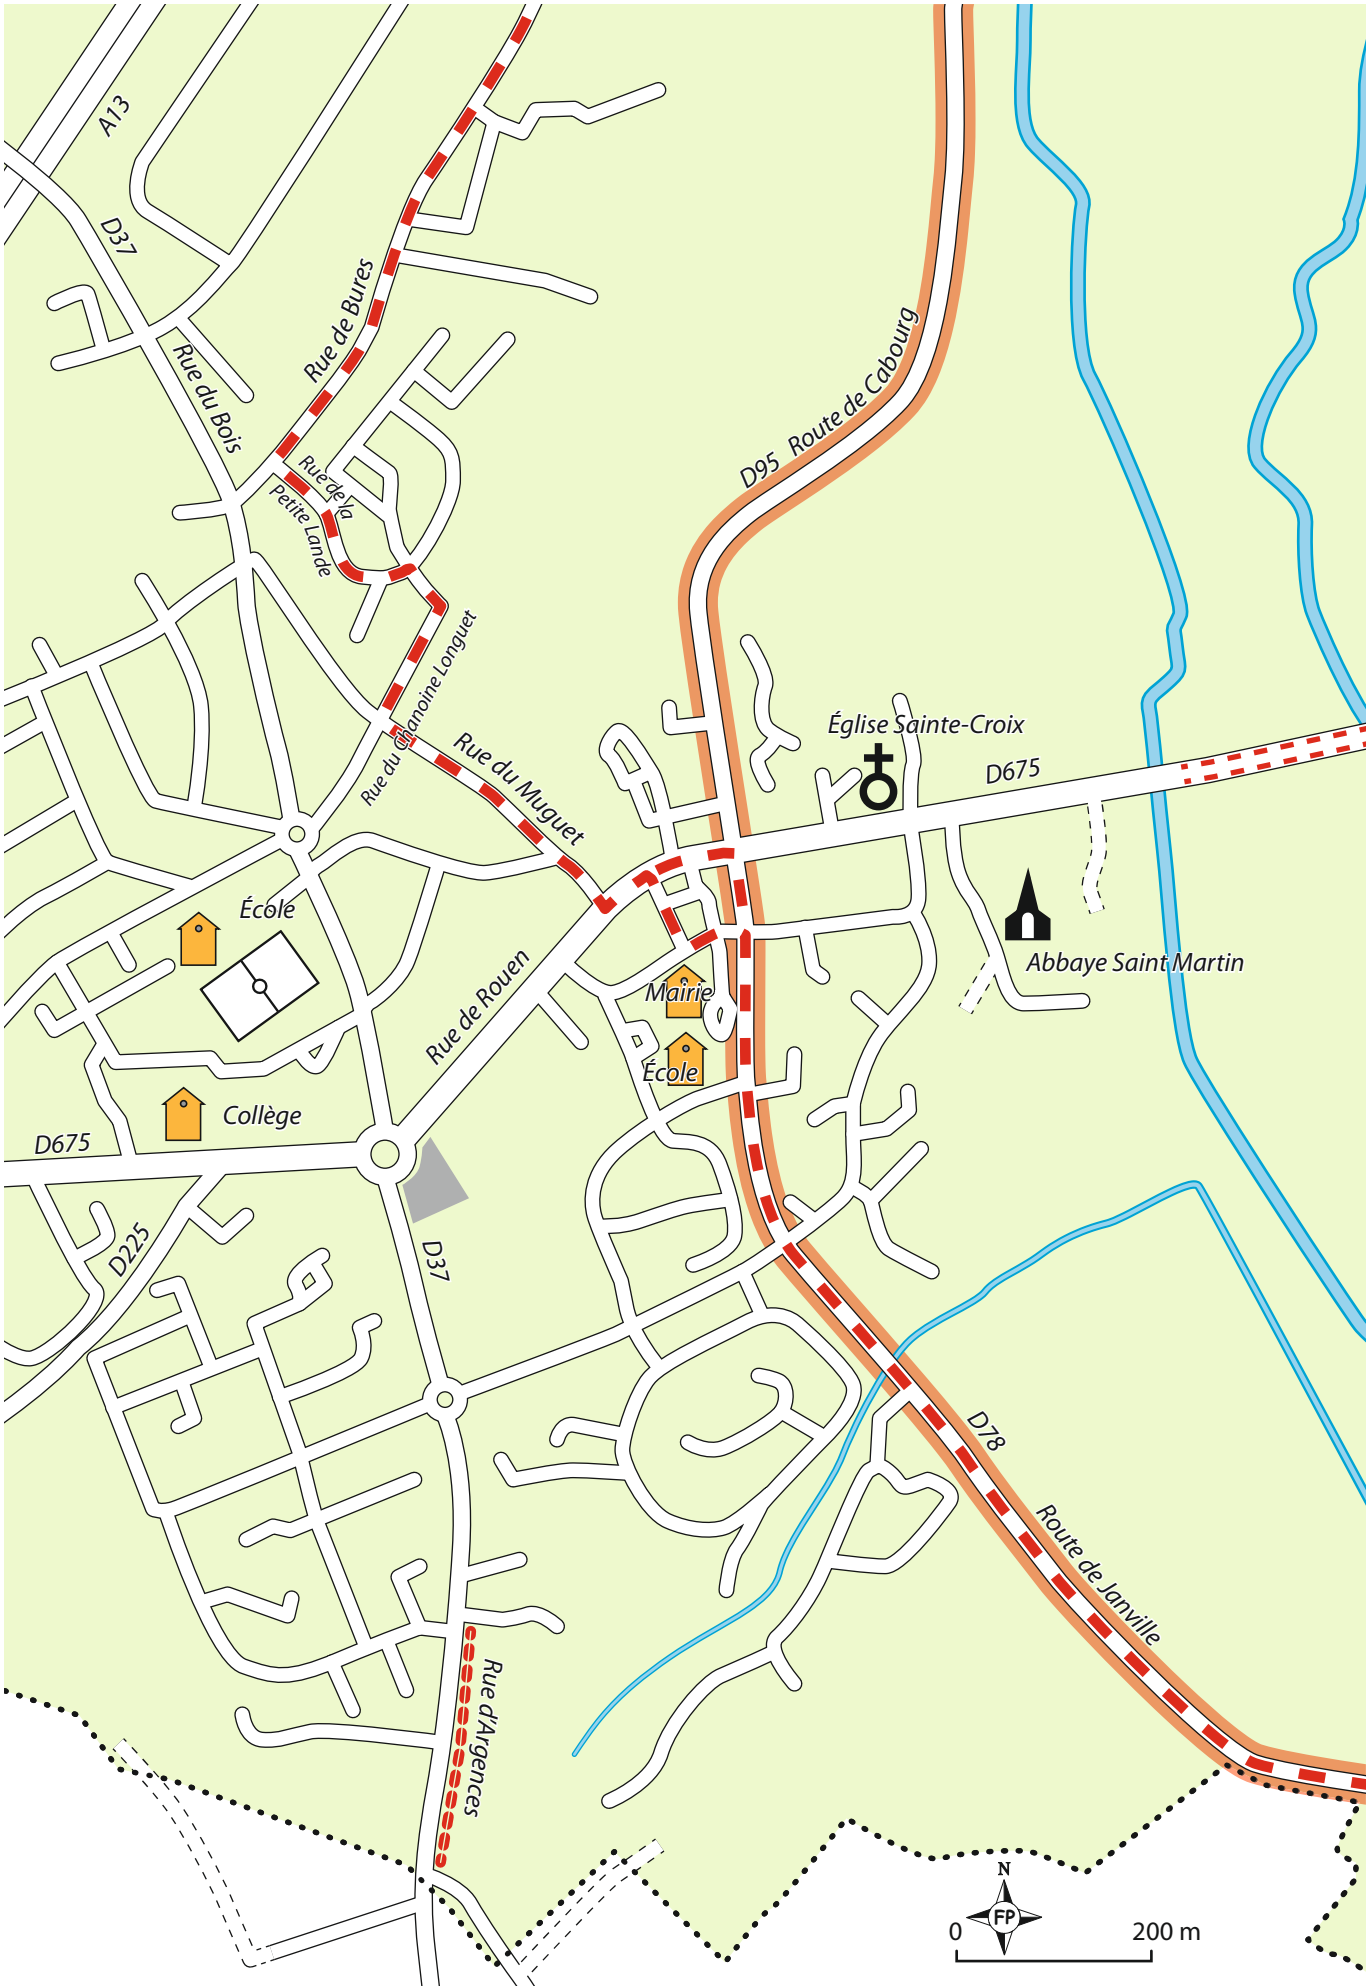 A13
D37
Rue de Bures
Rue du Bois
D95 Route de Cabourg
Rue de la
Petite Lande
Rue du Chanoine Longuet
Église Sainte-Croix
Rue du Muguet
D675
École
Rue de Rouen
Mairie
Abbaye Saint Martin
École
Collège
D675
D225
D37
D78
Route de Janville
Rue d'Argences
N
FP
0 200 m